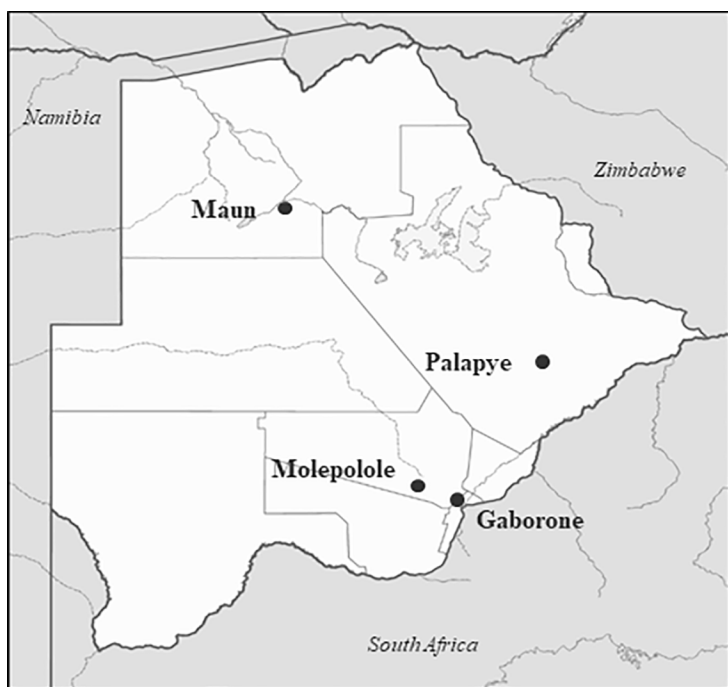 Namibia
Zimbabwe
Maun
Palapye
Molepolole
Gaborone
South Africa